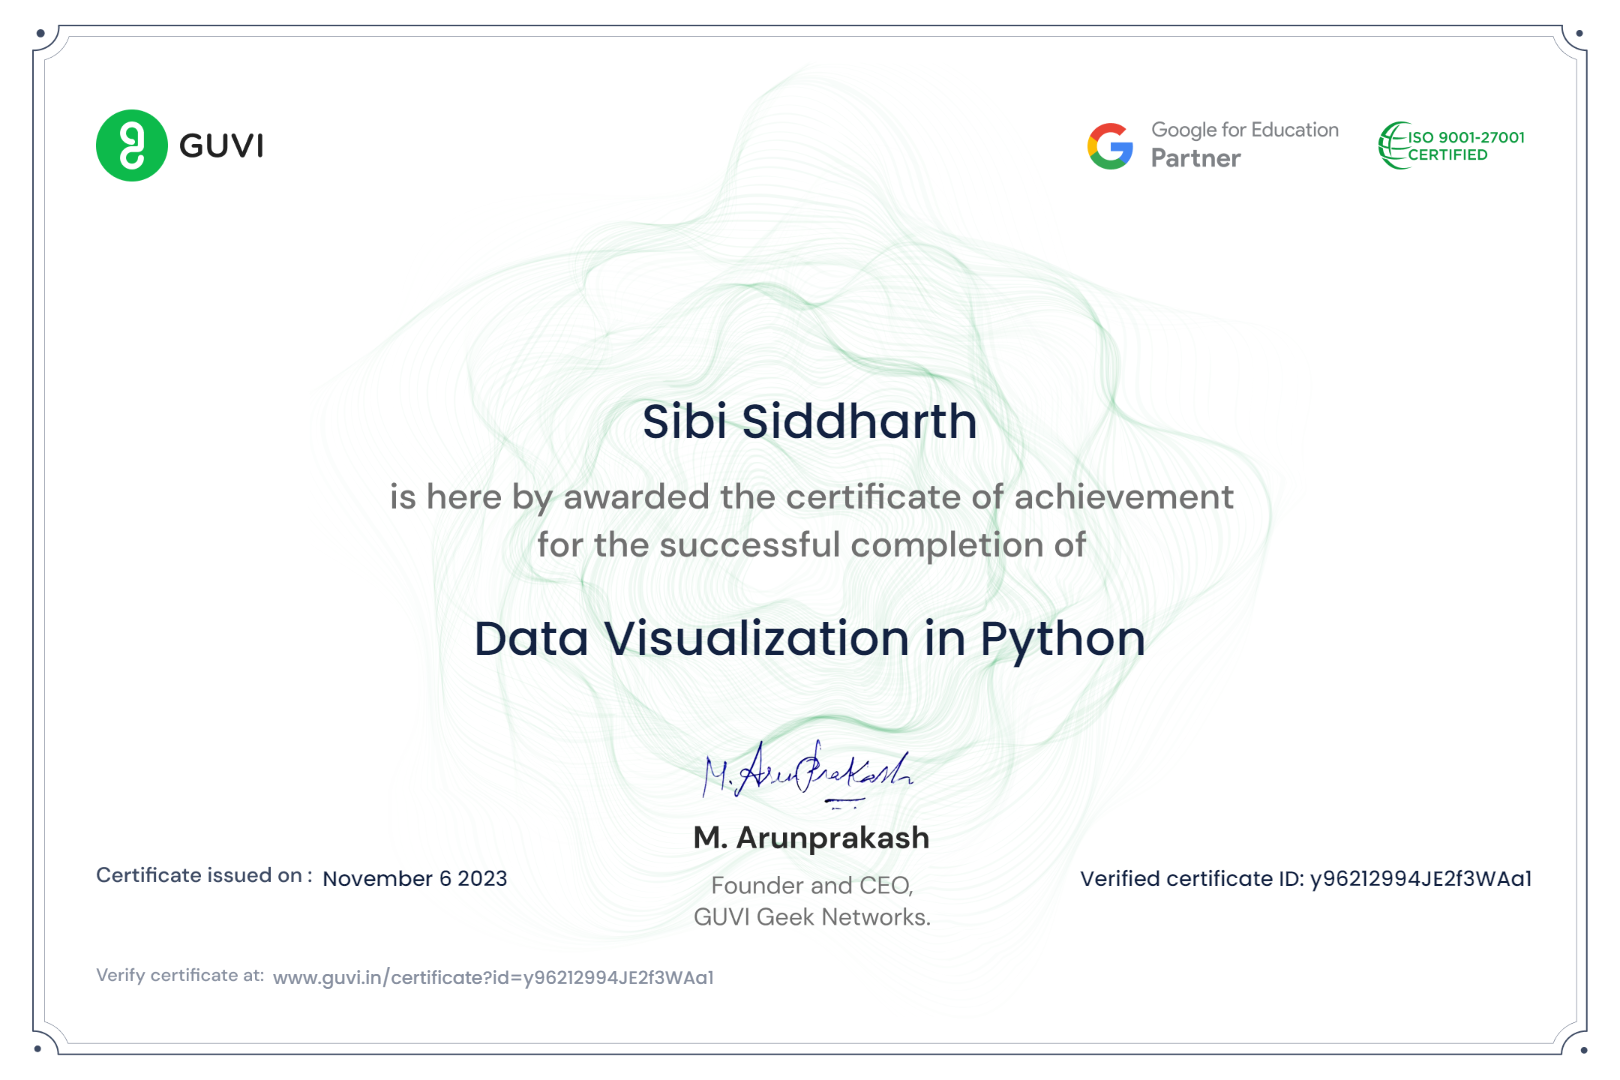 GUVI
Google for Education
Partner
ISO 9001-27001
CERTIFIED
Sibi Siddharth
is here by awarded the certificate of achievement
for the successful completion of
Data Visualization in Python
M. ArunPrakash
M. Arunprakash
Founder and CEO,
GUVI Geek Networks.
Certificate issued on : November 6 2023
Verified certificate ID: y96212994JE2f3WAa1
Verify certificate at: www.guvi.in/certificate?id=y96212994JE2f3WAa1